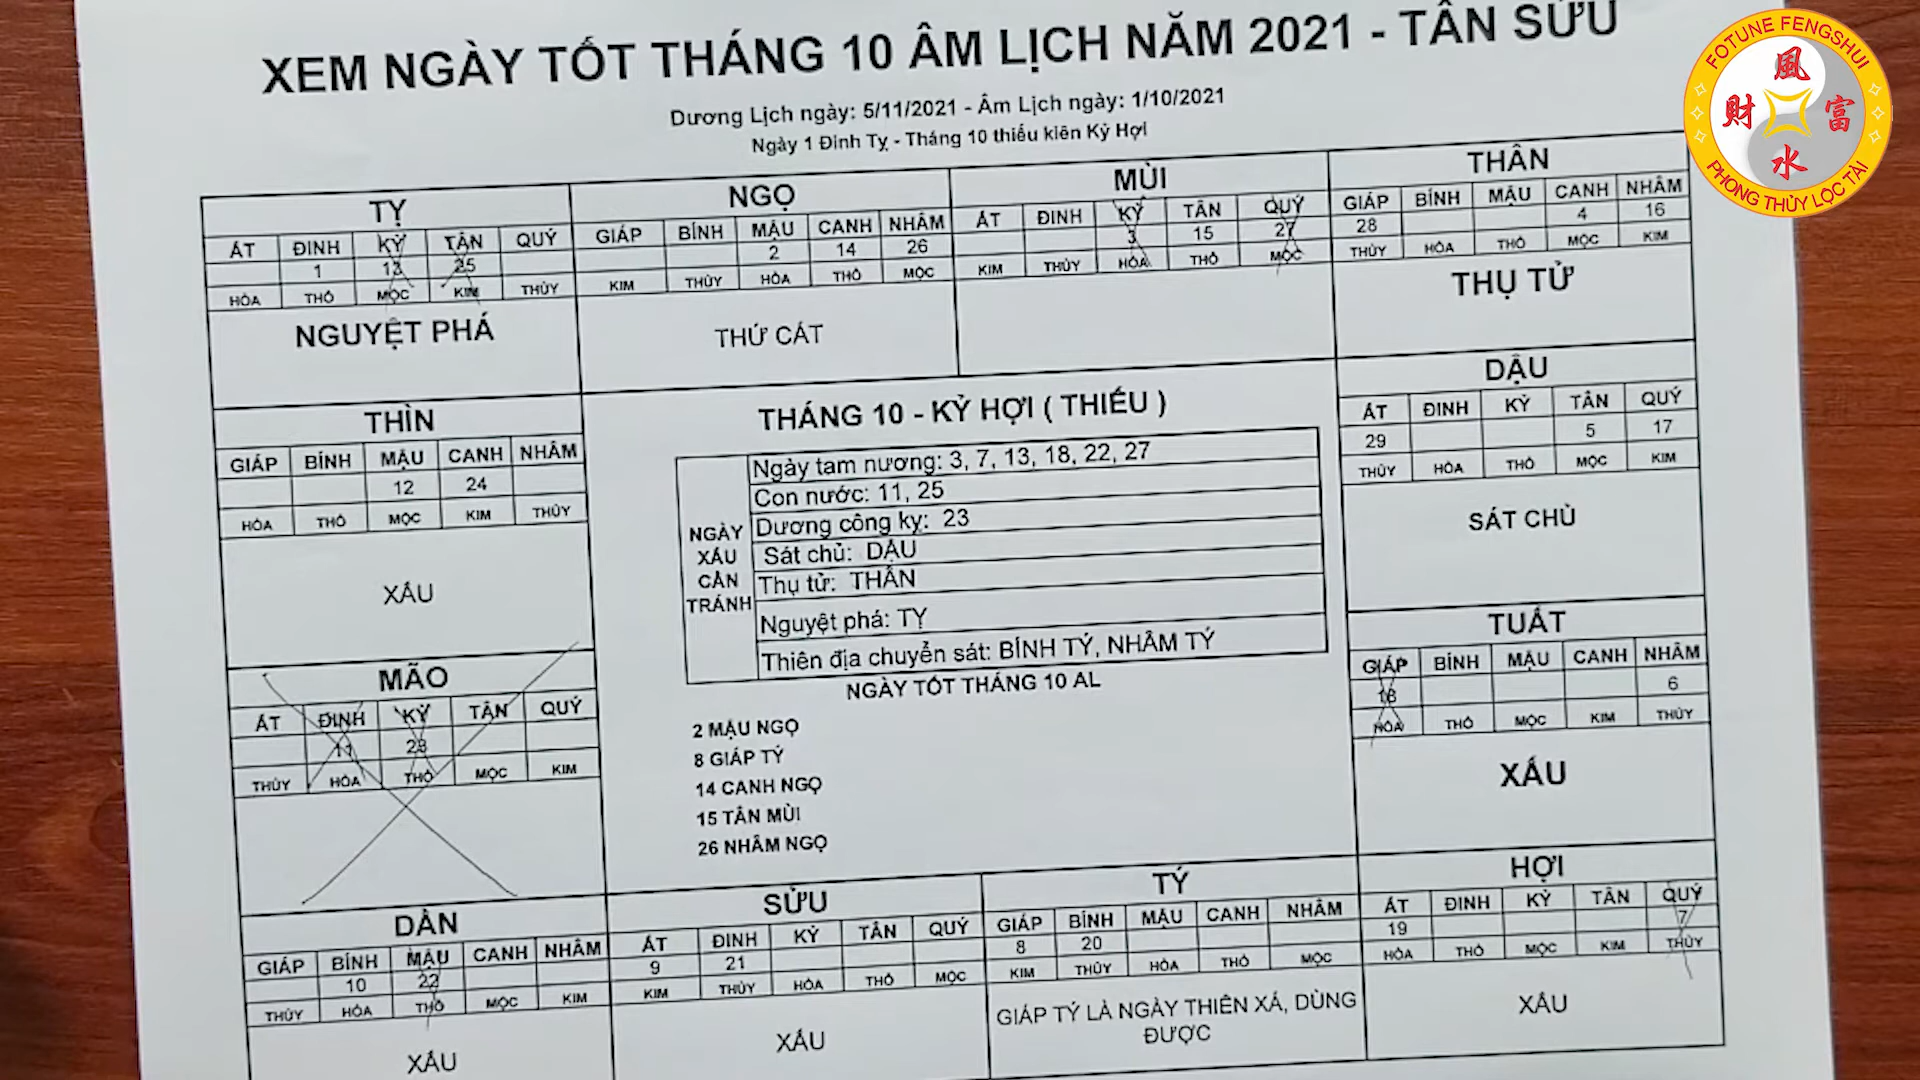 XEM NGÀY TỐT THÁNG 10 ÂM LỊCH NĂM 2021 - TÂN SỬU
Dương Lịch ngày: 5/11/2021 - Âm Lịch ngày: 1/10/2021
Ngày 1 Đinh Tỵ - Tháng 10 thiếu kiên Kỷ Hợi
FOTUNE FENGSHUI
風
財 富
水
PHONG THỦY LỘC TÀI
TỴ
ÁT ĐINH KỶ TÂN QUÝ
1 13 25
HỎA THỔ MỘC KIM THỦY
NGUYỆT PHÁ
NGỌ
GIÁP BÍNH MẬU CANH NHÂM
2 14 26
KIM THỦY HỎA THỔ MỘC
THỨ CÁT
MÙI
ÁT ĐINH KỶ TÂN QUÝ
3 15 27
KIM THỦY HỎA THỔ MỘC
THÂN
GIÁP BÍNH MẬU CANH NHÂM
28 4 16
THỦY HỎA THỔ MỘC KIM
THỤ TỬ
THÌN
GIÁP BÍNH MẬU CANH NHÂM
12 24
HỎA THỔ MỘC KIM THỦY
XẤU
THÁNG 10 - KỶ HỢI ( THIẾU )
NGÀY XẤU CẦN TRÁNH
Ngày tam nương: 3, 7, 13, 18, 22, 27
Con nước: 11, 25
Dương công kỵ: 23
Sát chủ: DẬU
Thụ tử: THÂN
Nguyệt phá: TỴ
Thiên địa chuyển sát: BÍNH TÝ, NHÂM TÝ
NGÀY TỐT THÁNG 10 AL
2 MẬU NGỌ
8 GIÁP TÝ
14 CANH NGỌ
15 TÂN MÙI
26 NHÂM NGỌ
DẬU
ÁT ĐINH KỶ TÂN QUÝ
29 5 17
THỦY HỎA THỔ MỘC KIM
SÁT CHỦ
MÃO
ÁT ĐINH KỶ TÂN QUÝ
11 23
THỦY HỎA THỔ MỘC KIM
TUẤT
GIÁP BÍNH MẬU CANH NHÂM
18 6
HỎA THỔ MỘC KIM THỦY
XẤU
DẦN
GIÁP BÍNH MẬU CANH NHÂM
10 22
THỦY HỎA THỔ MỘC KIM
XẤU
SỬU
ÁT ĐINH KỶ TÂN QUÝ
9 21
KIM THỦY HỎA THỔ MỘC
XẤU
TÝ
GIÁP BÍNH MẬU CANH NHÂM
8 20
KIM THỦY HỎA THỔ MỘC
GIÁP TÝ LÀ NGÀY THIÊN XÁ, DÙNG
ĐƯỢC
HỢI
ÁT ĐINH KỶ TÂN QUÝ
19 7
HỎA THỔ MỘC KIM THỦY
XẤU